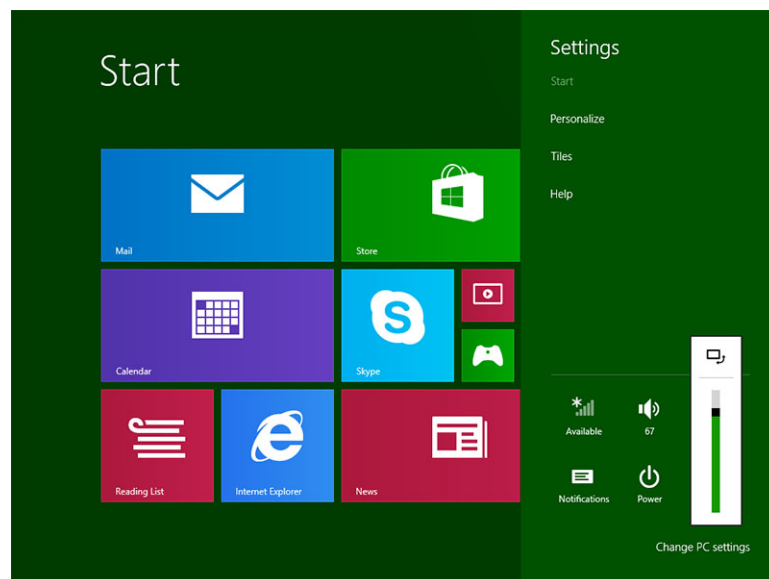 Start
Settings
Start
Personalize
Tiles
Help
Mail
Store
Calendar
Skype
Reading List
Internet Explorer
News
Available
67
Notifications
Power
Change PC settings